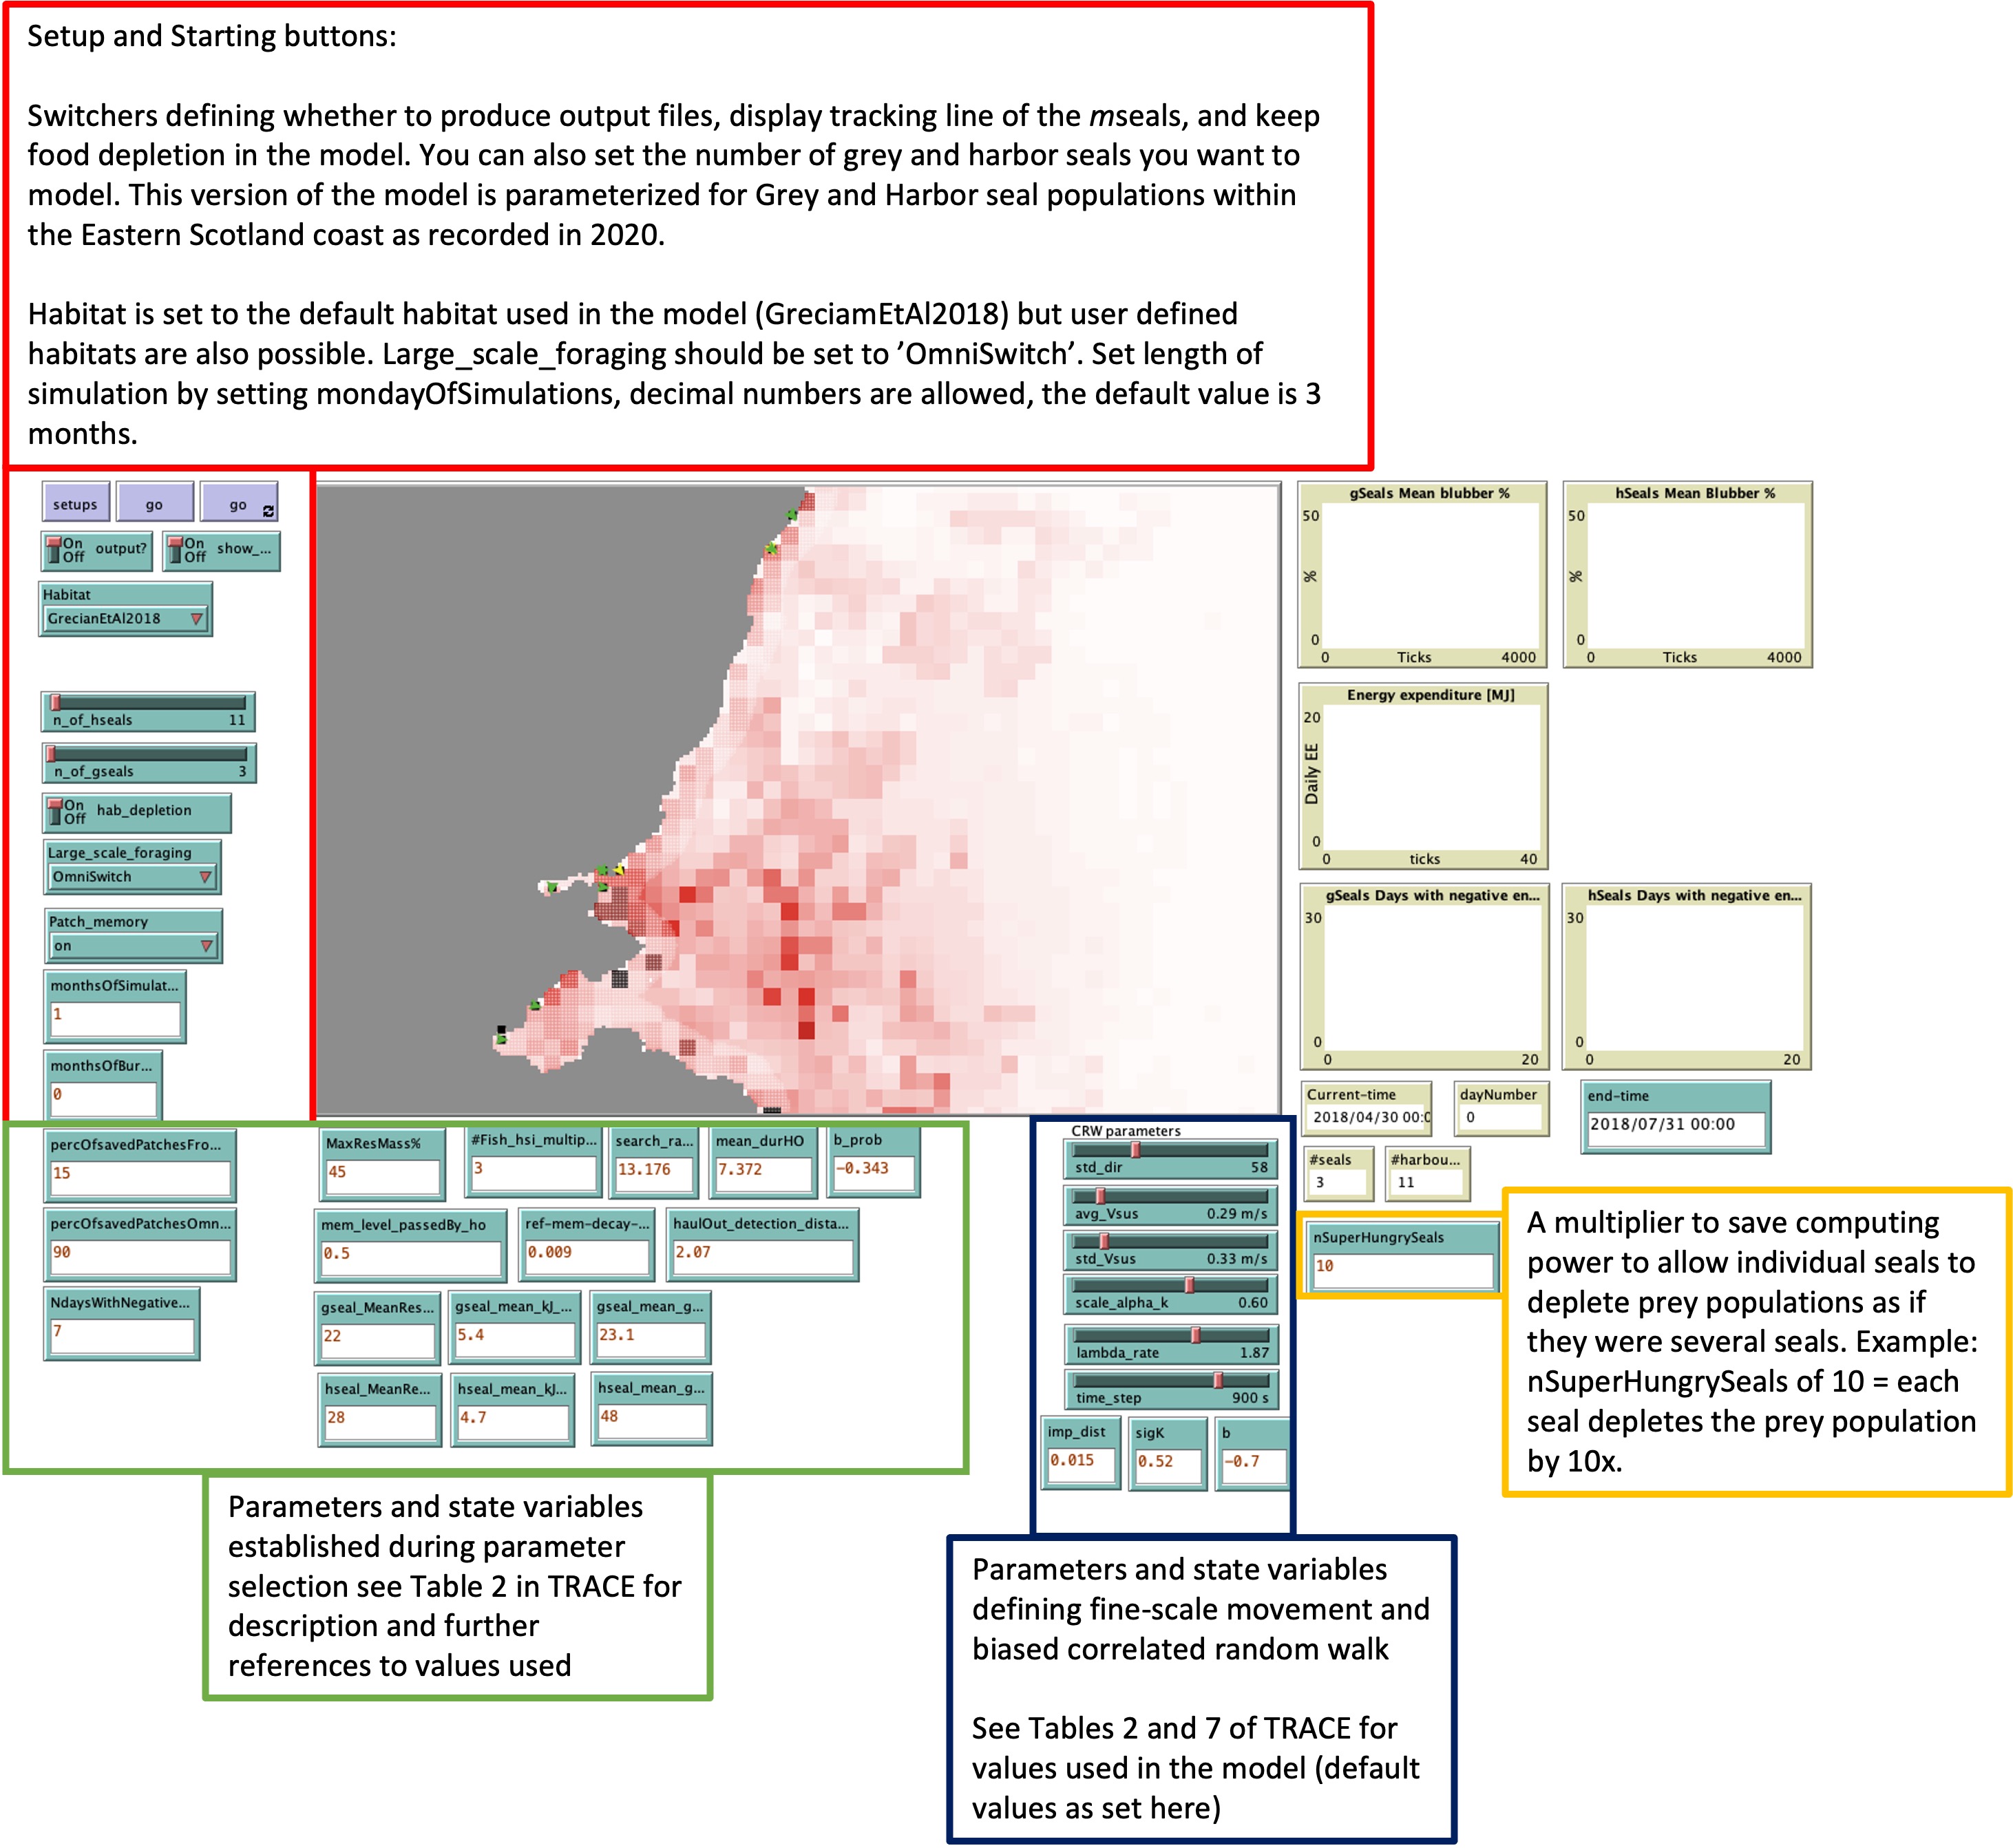 Setup and Starting buttons:
Switchers defining whether to produce output files, display tracking line of the mseals, and keep
food depletion in the model. You can also set the number of grey and harbor seals you want to
model. This version of the model is parameterized for Grey and Harbor seal populations within
the Eastern Scotland coast as recorded in 2020.
Habitat is set to the default habitat used in the model (GreciamEtAl2018) but user defined
habitats are also possible. Large_scale_foraging should be set to ’OmniSwitch’. Set length of
simulation by setting mondayOfSimulations, decimal numbers are allowed, the default value is 3
months.
setups
go
go
On
Off
output?
On
Off
show_...
Habitat
GrecianEtAl2018
n_of_hseals 11
n_of_gseals 3
On
Off
hab_depletion
Large_scale_foraging
OmniSwitch
Patch_memory
on
monthsOfSimulat...
1
monthsOfBur...
0
gSeals Mean blubber %
50
%
0
0 Ticks 4000
hSeals Mean Blubber %
50
%
0
0 Ticks 4000
Energy expenditure [MJ]
20
Daily EE
0
0 ticks 40
gSeals Days with negative en...
30
0
0 20
hSeals Days with negative en...
30
0
0 20
Current-time
2018/04/30 00:0
dayNumber
0
end-time
2018/07/31 00:00
#seals
3
#harbou...
11
percOfsavedPatchesFro...
15
percOfsavedPatchesOmn...
90
NdaysWithNegative...
7
MaxResMass%
45
#Fish_hsi_multip...
3
search_ra...
13.176
mean_durHO
7.372
b_prob
-0.343
mem_level_passedBy_ho
0.5
ref-mem-decay-...
0.009
haulOut_detection_dista...
2.07
gseal_MeanRes...
22
gseal_mean_kJ_...
5.4
gseal_mean_g...
23.1
hseal_MeanRe...
28
hseal_mean_kJ...
4.7
hseal_mean_g...
48
CRW parameters
std_dir 58
avg_Vsus 0.29 m/s
std_Vsus 0.33 m/s
scale_alpha_k 0.60
lambda_rate 1.87
time_step 900 s
imp_dist
0.015
sigK
0.52
b
-0.7
nSuperHungrySeals
10
A multiplier to save computing
power to allow individual seals to
deplete prey populations as if
they were several seals. Example:
nSuperHungrySeals of 10 = each
seal depletes the prey population
by 10x.
Parameters and state variables
established during parameter
selection see Table 2 in TRACE for
description and further
references to values used
Parameters and state variables
defining fine-scale movement and
biased correlated random walk
See Tables 2 and 7 of TRACE for
values used in the model (default
values as set here)